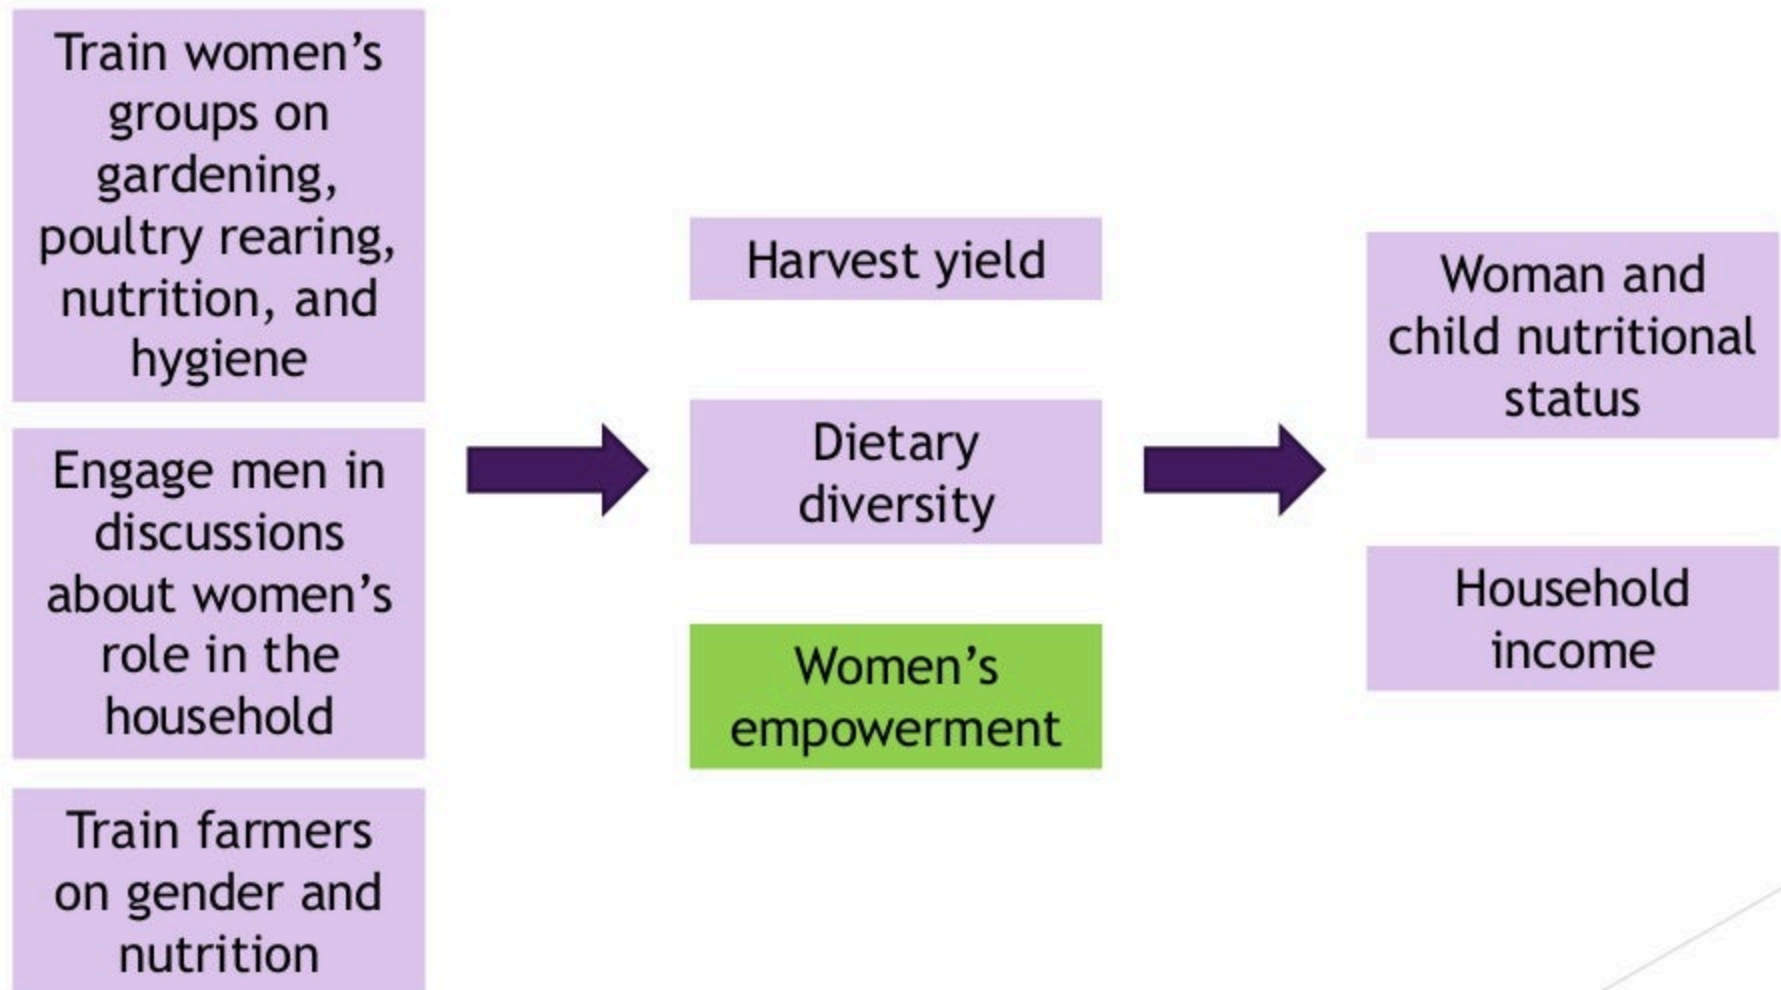 Train women’s
groups on
gardening,
poultry rearing,
nutrition, and
hygiene
Engage men in
discussions
about women’s
role in the
household
Train farmers
on gender and
nutrition
Harvest yield
Dietary
diversity
Women’s
empowerment
Woman and
child nutritional
status
Household
income